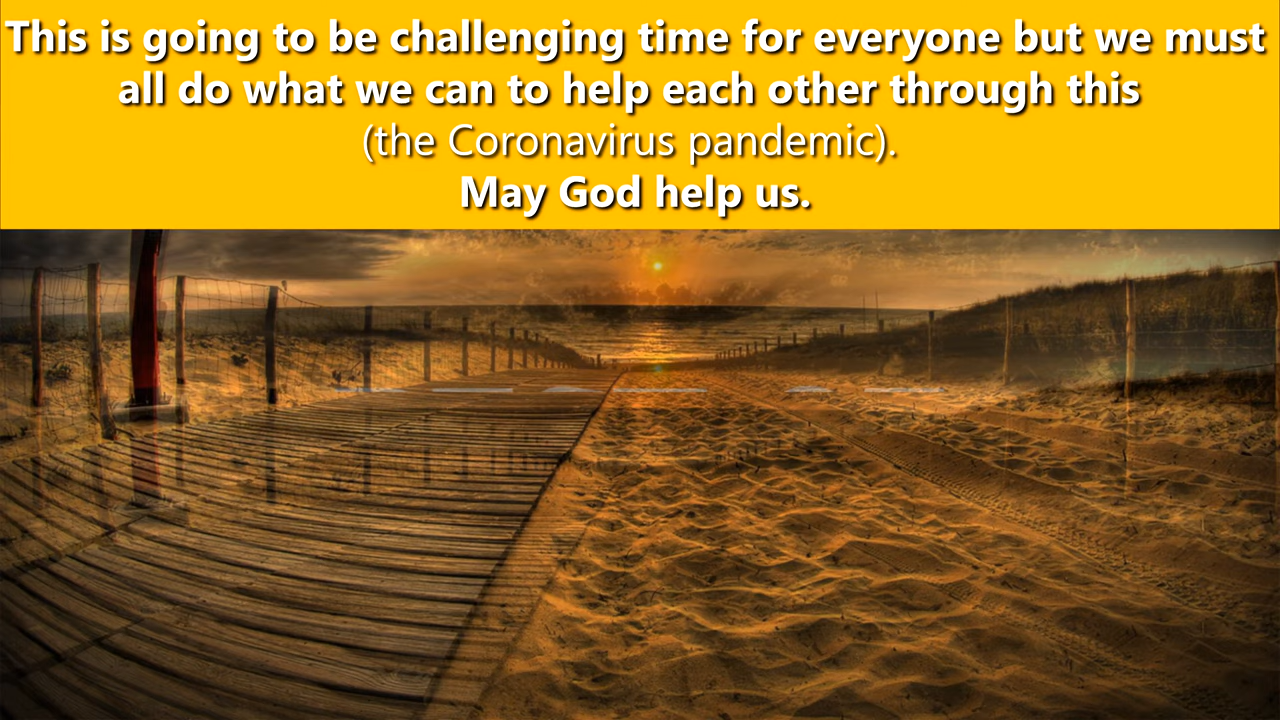 This is going to be challenging time for everyone but we must
all do what we can to help each other through this
(the Coronavirus pandemic).
May God help us.